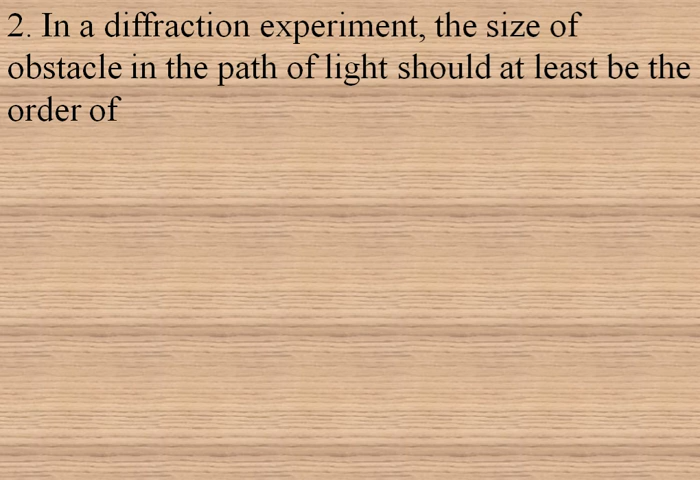 2. In a diffraction experiment, the size of
obstacle in the path of light should at least be the
order of